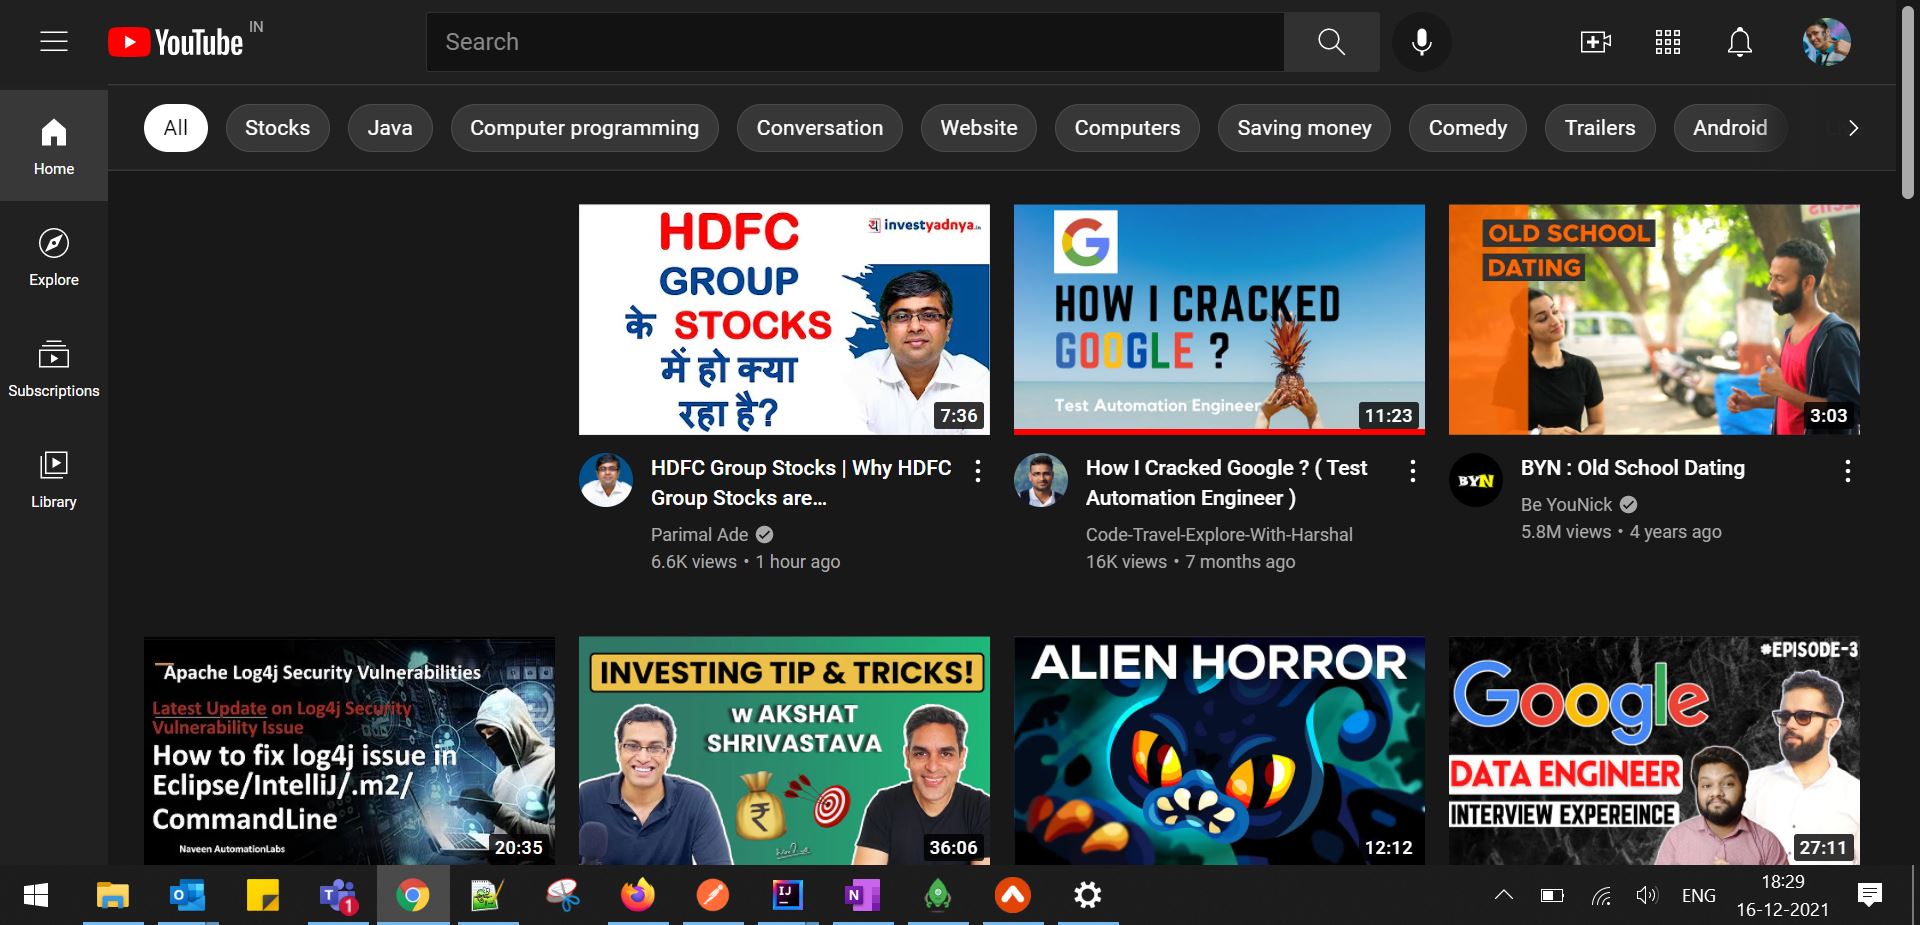 YouTube IN
Search
All
Stocks
Java
Computer programming
Conversation
Website
Computers
Saving money
Comedy
Trailers
Android
Home
Explore
Subscriptions
Library
HDFC
GROUP
के STOCKS
में हो क्या
रहा है?
investyadnya.in
7:36
HDFC Group Stocks | Why HDFC
Group Stocks are...
Parimal Ade
6.6K views • 1 hour ago
HOW I CRACKED
GOOGLE ?
Test Automation Engineer
11:23
How I Cracked Google ? ( Test
Automation Engineer )
Code-Travel-Explore-With-Harshal
16K views • 7 months ago
OLD SCHOOL
DATING
3:03
BYN
BYN : Old School Dating
Be YouNick
5.8M views • 4 years ago
Apache Log4j Security Vulnerabilities
Latest Update on Log4j Security
Vulnerability Issue
How to fix log4j issue in
Eclipse/IntelliJ/.m2/
CommandLine
Naveen AutomationLabs
20:35
INVESTING TIP & TRICKS!
w AKSHAT
SHRIVASTAVA
36:06
ALIEN HORROR
12:12
#EPISODE-3
Google
DATA ENGINEER
INTERVIEW EXPEREINCE
27:11
1
ENG
18:29
16-12-2021